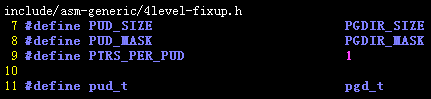 include/asm-generic/4level-fixup.h
7 #define PUD_SIZE PGDIR_SIZE
8 #define PUD_MASK PGDIR_MASK
9 #define PTRS_PER_PUD 1
10
11 #define pud_t pgd_t